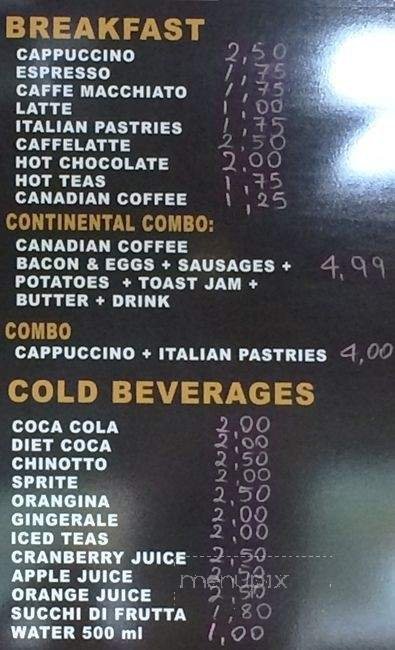 BREAKFAST
CAPPUCCINO 2,50
ESPRESSO 1,75
CAFFE MACCHIATO 1,75
LATTE 1,00
ITALIAN PASTRIES 1,75
CAFFELATTE 2,50
HOT CHOCOLATE 2.00
HOT TEAS 1,75
CANADIAN COFFEE 1,25
CONTINENTAL COMBO:
CANADIAN COFFEE
BACON & EGGS + SAUSAGES + 4,99
POTATOES + TOAST JAM +
BUTTER + DRINK
COMBO
CAPPUCCINO + ITALIAN PASTRIES 4,00
COLD BEVERAGES
COCA COLA 2,00
DIET COCA 2,00
CHINOTTO 2,50
SPRITE 2,00
ORANGINA 2,50
GINGERALE 2,00
ICED TEAS 2,00
CRANBERRY JUICE 2,50
APPLE JUICE 2,50
menupix
ORANGE JUICE 2,50
SUCCHI DI FRUTTA 1,80
WATER 500 ml 1,00